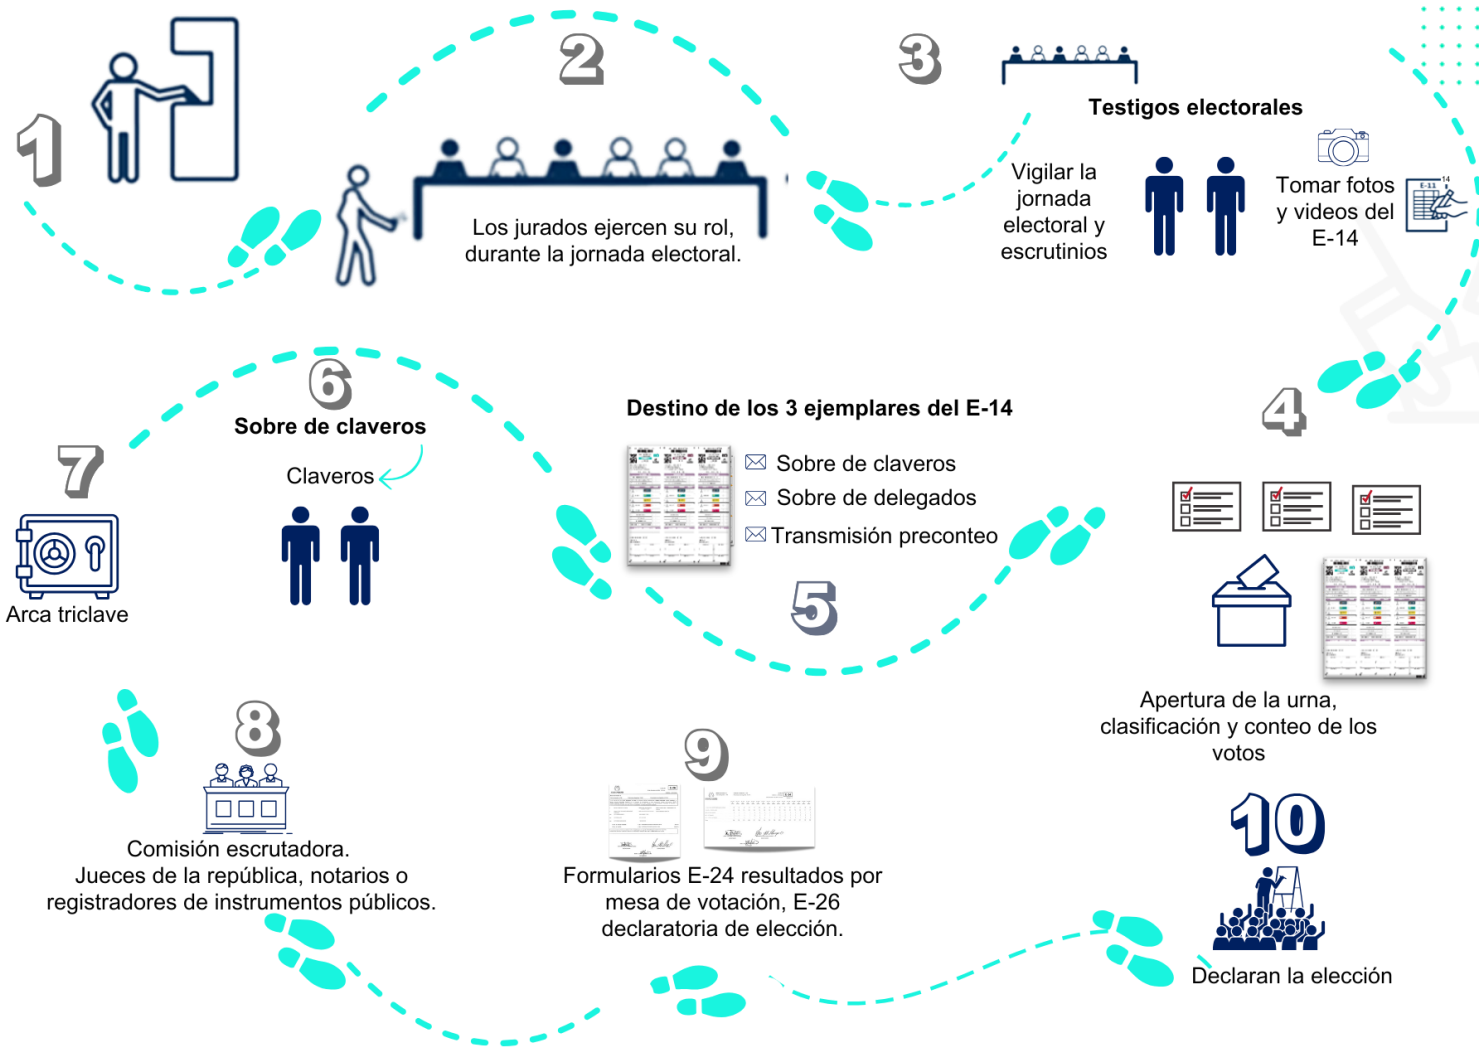 1
2
Los jurados ejercen su rol,
durante la jornada electoral.
3
Testigos electorales
Vigilar la
jornada
electoral y
escrutinios
Tomar fotos
y videos del
E-14
14
E-11
4
Apertura de la urna,
clasificación y conteo de los
votos
Destino de los 3 ejemplares del E-14
Sobre de claveros
Sobre de delegados
Transmisión preconteo
5
6
Sobre de claveros
Claveros
7
Arca triclave
8
Comisión escrutadora.
Jueces de la república, notarios o
registradores de instrumentos públicos.
9
Formularios E-24 resultados por
mesa de votación, E-26
declaratoria de elección.
10
Declaran la elección